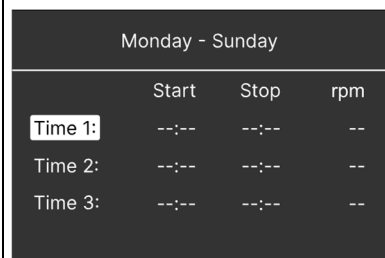 Monday - Sunday
Start Stop rpm
Time 1: --:-- --:-- --
Time 2: --:-- --:-- --
Time 3: --:-- --:-- --